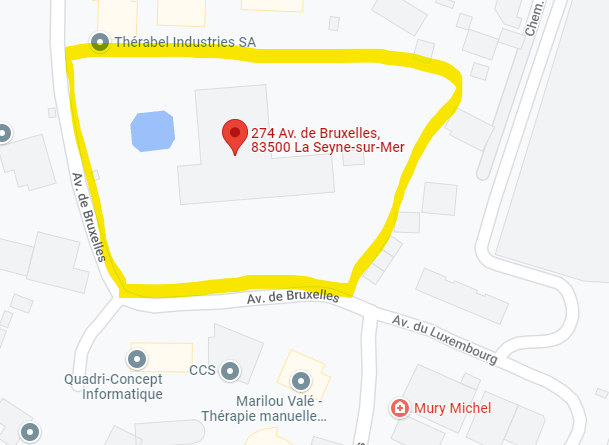 Chem.
Thérabel Industries SA
274 Av. de Bruxelles,
83500 La Seyne-sur-Mer
Av. de Bruxelles
Av. de Bruxelles
Av. du Luxembourg
CCS
Quadri-Concept
Informatique
Marilou Valé -
Thérapie manuelle...
Mury Michel